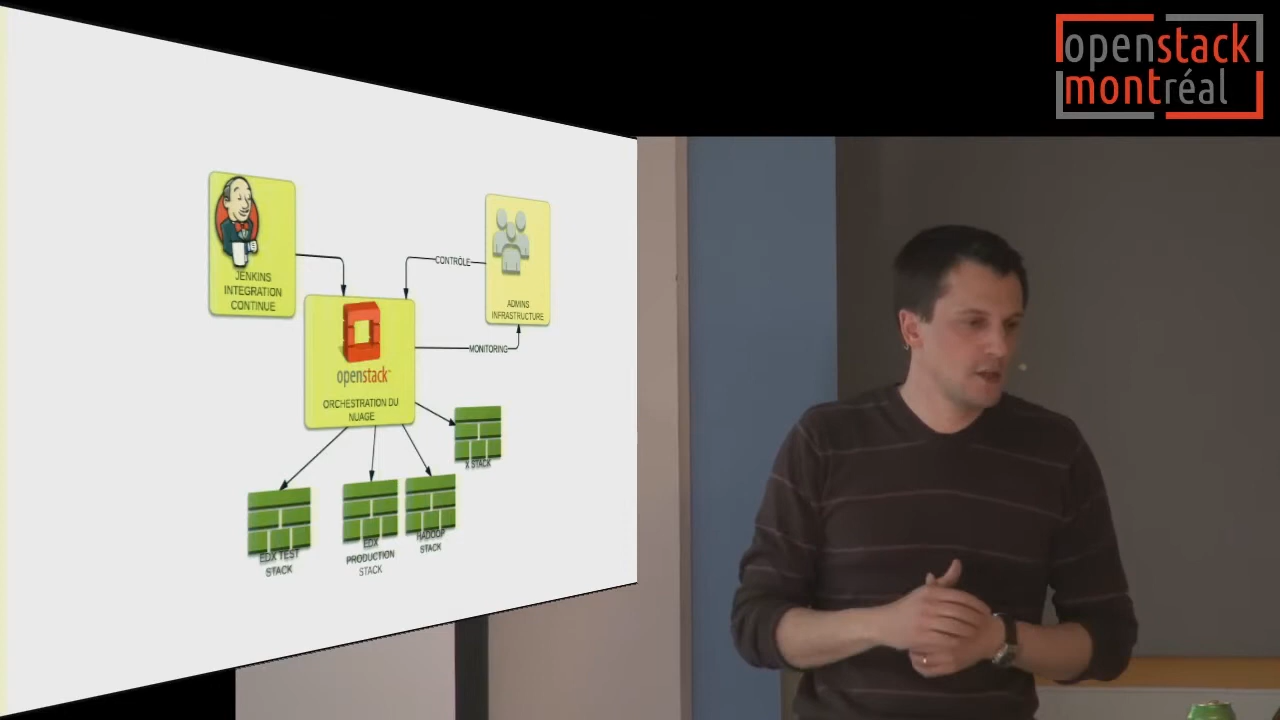 openstack
montréal
JENKINS
INTEGRATION
CONTINUE
CONTRÔLE
ADMINS
INFRASTRUCTURE
openstack
ORCHESTRATION DU
NUAGE
MONITORING
X STACK
EDX TEST
STACK
EDX
PRODUCTION
STACK
HADOOP
STACK